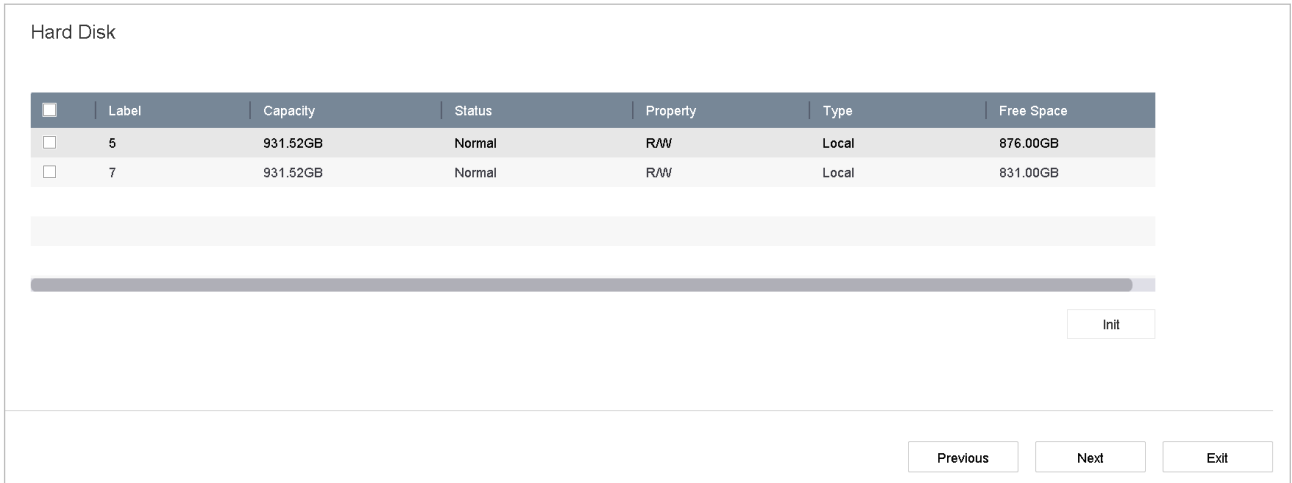 Hard Disk
Label Capacity Status Property Type Free Space
5 931.52GB Normal R/W Local 876.00GB
7 931.52GB Normal R/W Local 831.00GB
Init
Previous Next Exit